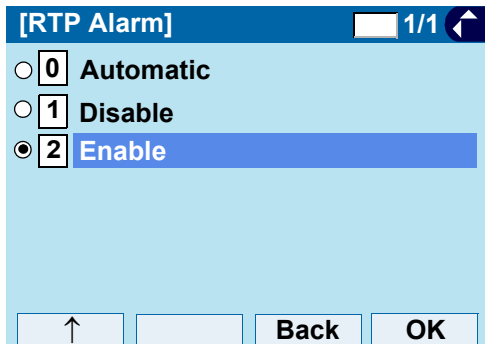 [RTP Alarm] 1/1
0 Automatic
1 Disable
2 Enable
↑ Back OK